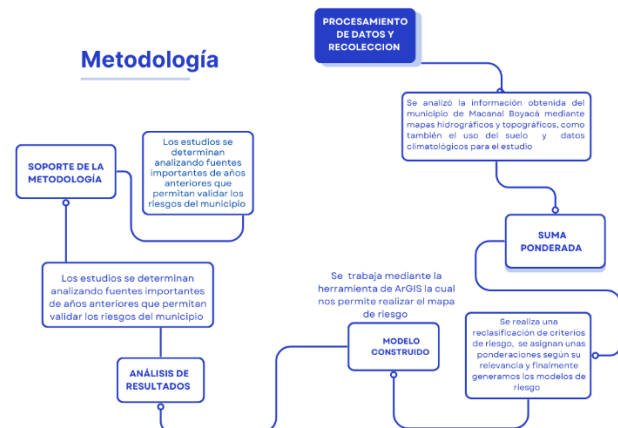 Metodología
PROCESAMIENTO
DE DATOS Y
RECOLECCION
Se analizó la información obtenida del
municipio de Macanal Boyacá mediante
mapas hidrográficos y topográficos, como
también el uso del suelo y datos
climatológicos para el estudio
SUMA
PONDERADA
Se realiza una
reclasificación de criterios
de riesgo, se asignan unas
ponderaciones según su
relevancia y finalmente
generamos los modelos de
riesgo
Se trabaja mediante la
herramienta de ArGIS la cual
nos permite realizar el mapa
de riesgo
MODELO
CONSTRUIDO
ANÁLISIS DE
RESULTADOS
Los estudios se determinan
analizando fuentes importantes
de años anteriores que permitan
validar los riesgos del municipio
SOPORTE DE LA
METODOLOGÍA
Los estudios se
determinan
analizando fuentes
importantes de años
anteriores que
permitan validar los
riesgos del municipio